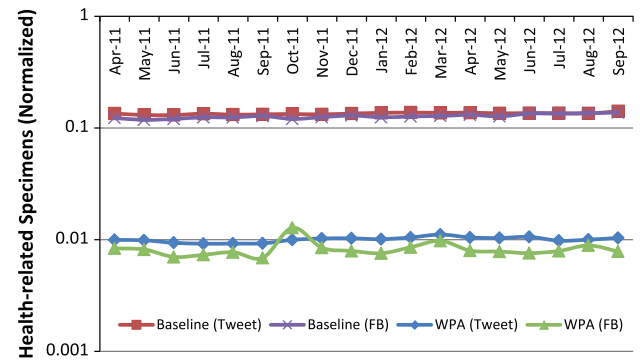 1
Apr-11
May-11
Jun-11
Jul-11
Aug-11
Sep-11
Oct-11
Nov-11
Dec-11
Jan-12
Feb-12
Mar-12
Apr-12
May-12
Jun-12
Jul-12
Aug-12
Sep-12
Health-related Specimens (Normalized)
0.1
0.01
Baseline (Tweet) Baseline (FB) WPA (Tweet) WPA (FB)
0.001